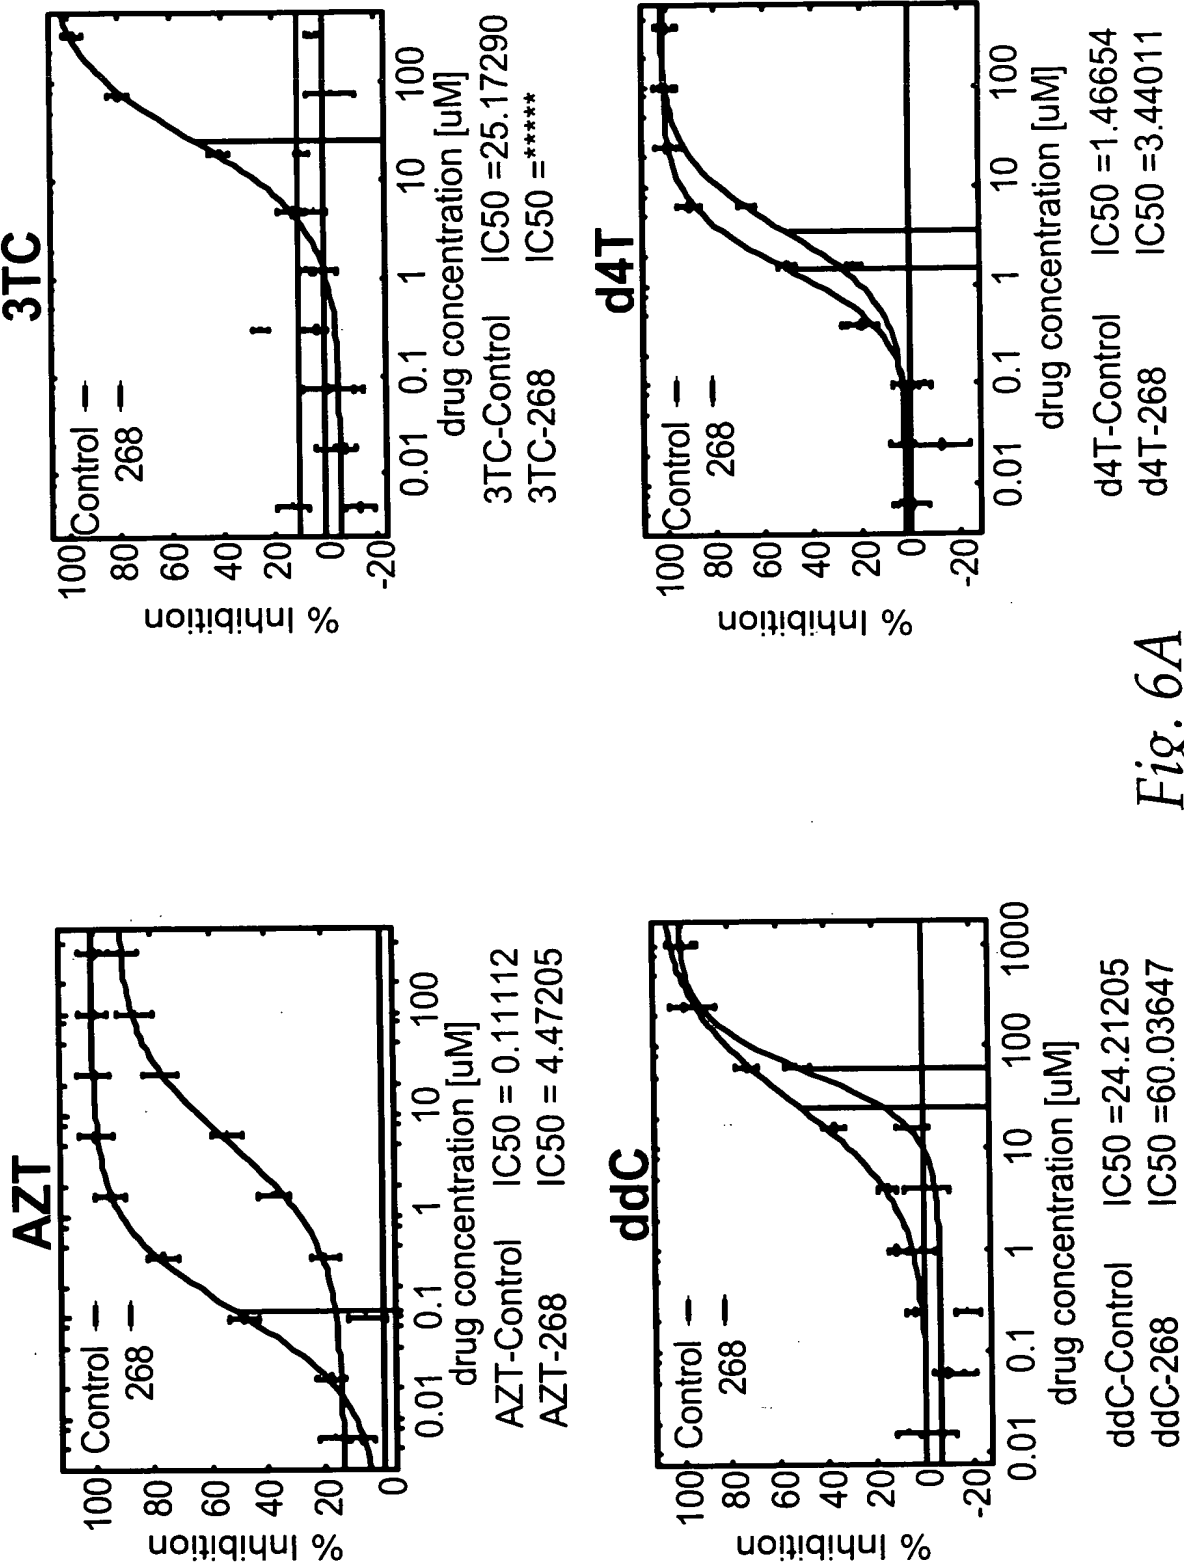 AZT
Control
268
% Inhibition
100
80
60
40
20
0
0.01
0.1
1
10
100
drug concentration [uM]
AZT-Control IC50 = 0.11112
AZT-268 IC50 = 4.47205
3TC
Control
268
% Inhibition
100
80
60
40
20
0
-20
0.01
0.1
1
10
100
drug concentration [uM]
3TC-Control IC50 =25.17290
3TC-268 IC50 =*****
ddC
Control
268
% Inhibition
100
80
60
40
20
0
-20
0.01
0.1
1
10
100
1000
drug concentration [uM]
ddC-Control IC50 =24.21205
ddC-268 IC50 =60.03647
d4T
Control
268
% Inhibition
100
80
60
40
20
0
-20
0.01
0.1
1
10
100
drug concentration [uM]
d4T-Control IC50 =1.46654
d4T-268 IC50 =3.44011
Fig. 6A